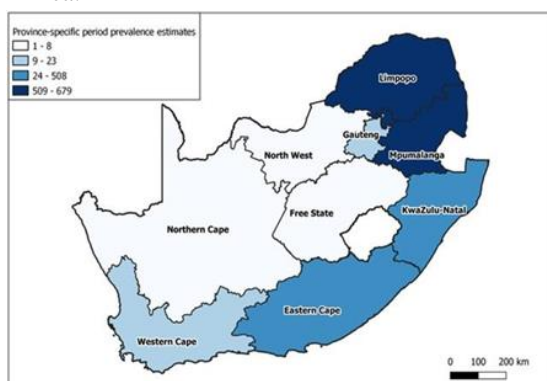 Province-specific period prevalence estimates
1 - 8
9 - 23
24 - 508
509 - 679
Limpopo
Gauteng
North West
Mpumalanga
Free State
KwaZulu-Natal
Northern Cape
Eastern Cape
Western Cape
0 100 200 km